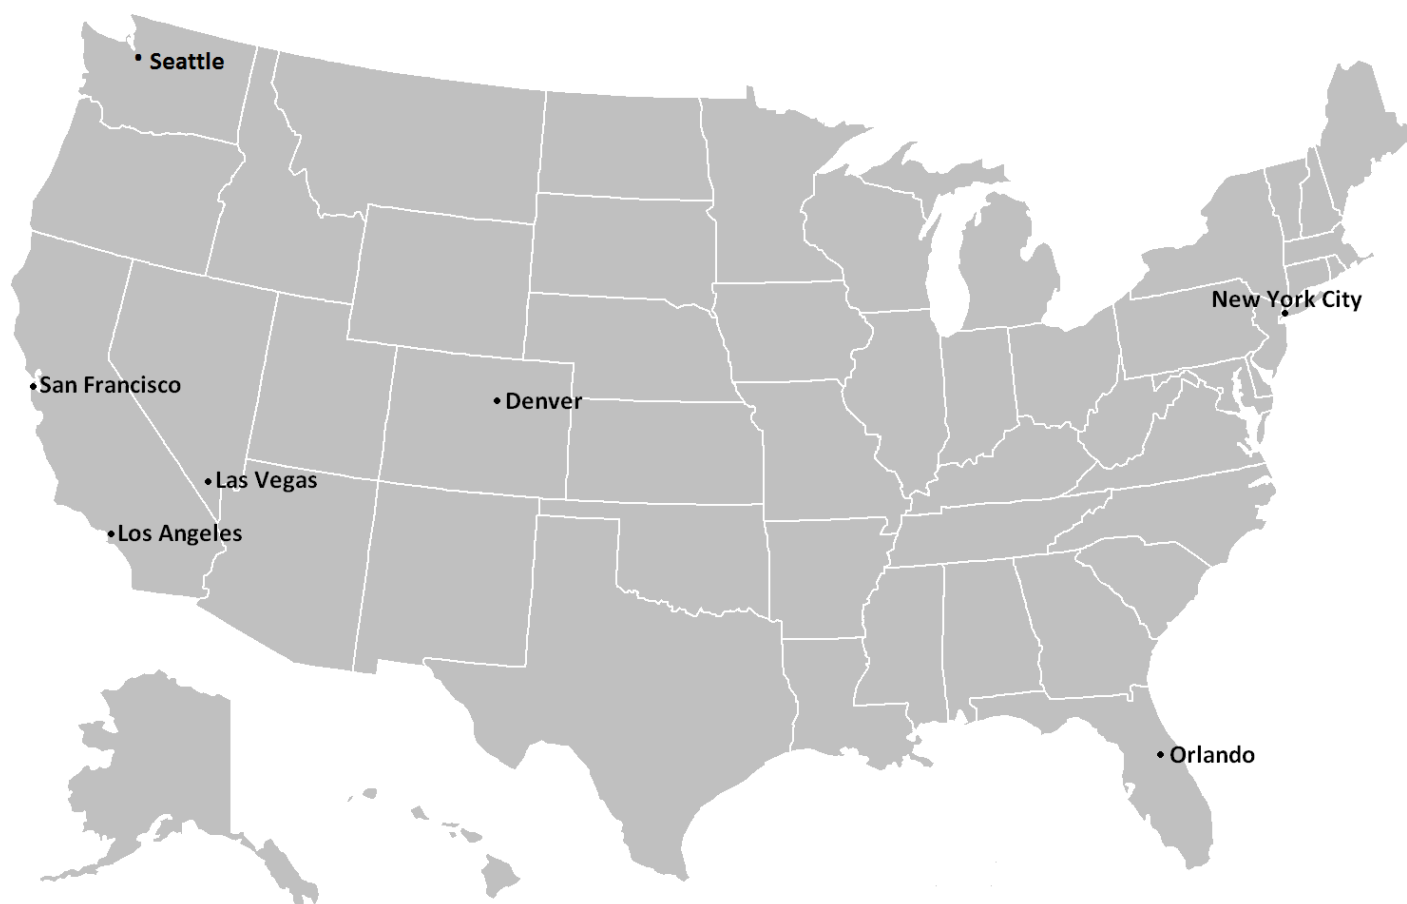 Seattle
New York City
San Francisco
Denver
Las Vegas
Los Angeles
Orlando